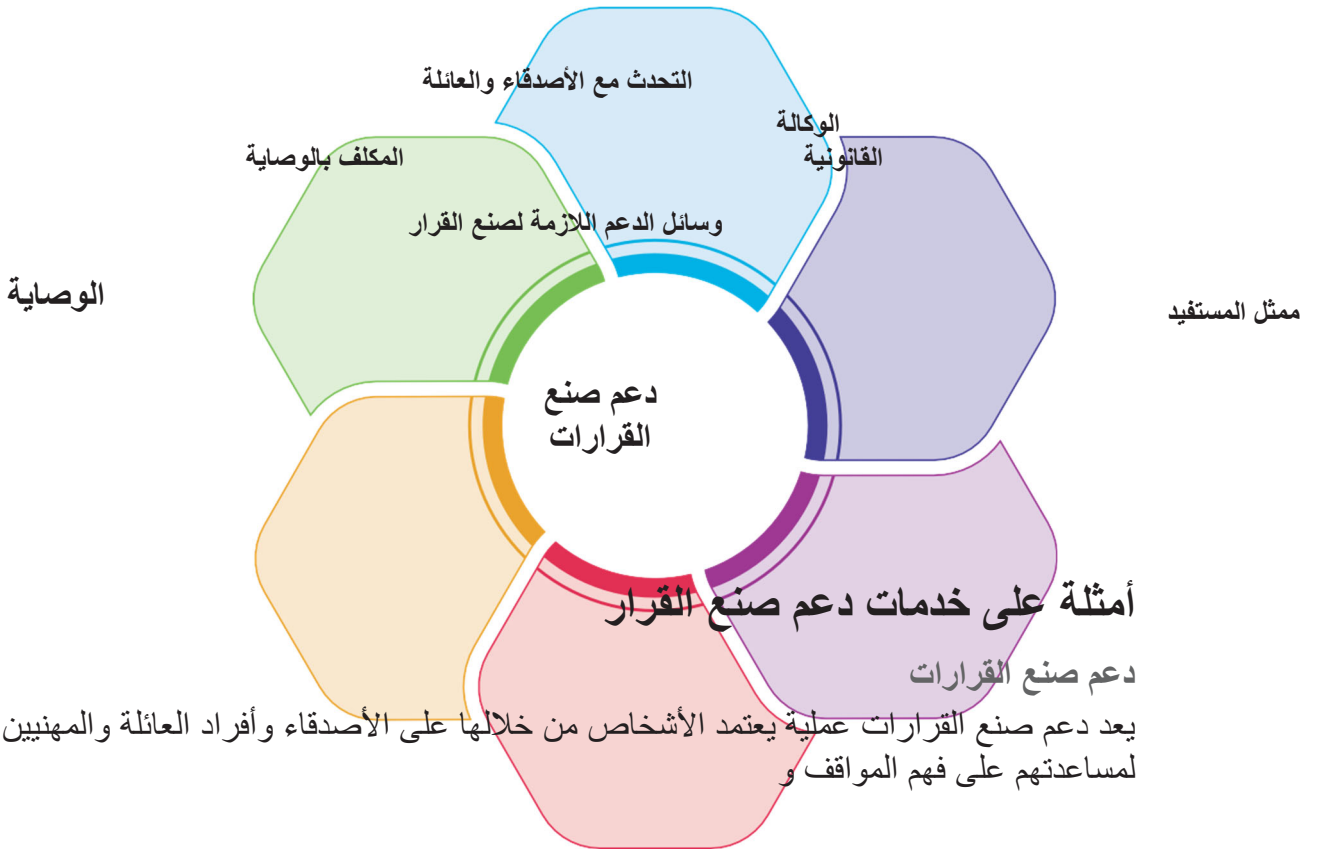 التحدث مع الأصدقاء والعائلة
الوكالة
القانونية
المكلف بالوصاية
وسائل الدعم اللازمة لصنع القرار
ممثل المستفيد
الوصاية
دعم صنع
القرارات
أمثلة على خدمات دعم صنع القرار
دعم صنع القرارات
يعد دعم صنع القرارات عملية يعتمد الأشخاص من خلالها على الأصدقاء وأفراد العائلة والمهنيين
لمساعدتهم على فهم المواقف و